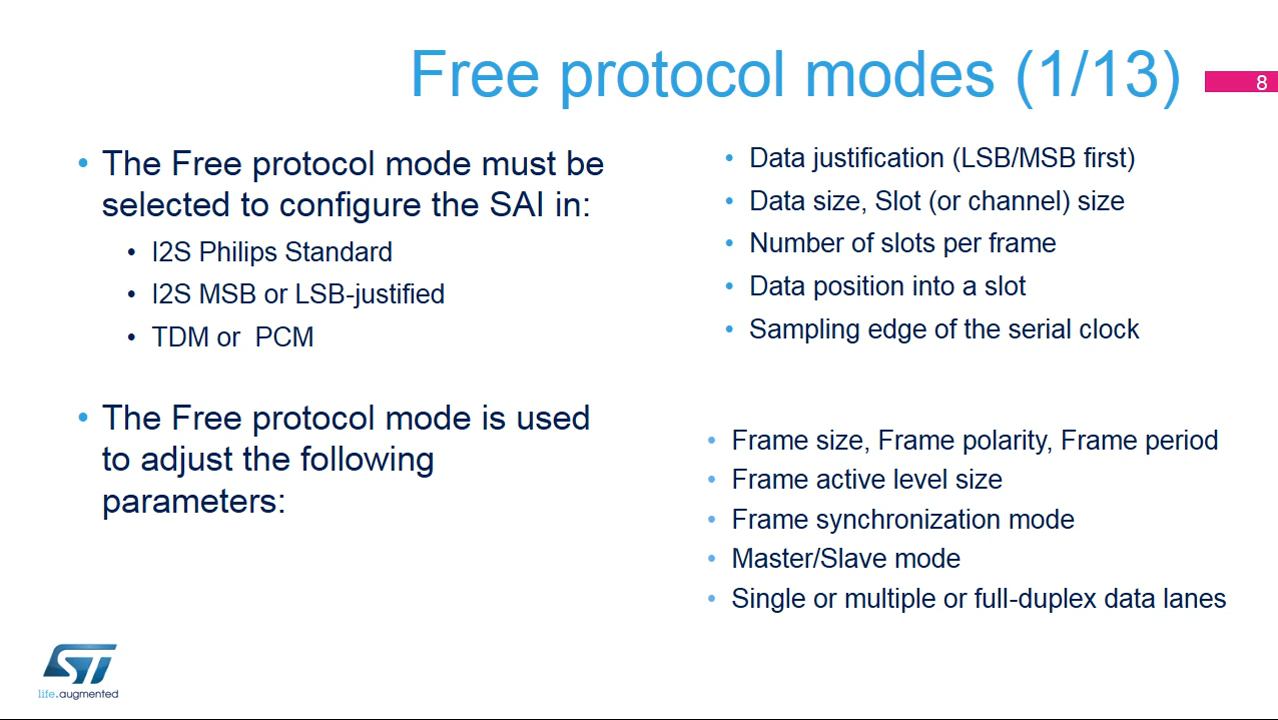 Free protocol modes (1/13)
8
• The Free protocol mode must be
selected to configure the SAI in:
• I2S Philips Standard
• I2S MSB or LSB-justified
• TDM or  PCM
• The Free protocol mode is used
to adjust the following
parameters:
• Data justification (LSB/MSB first)
• Data size, Slot (or channel) size
• Number of slots per frame
• Data position into a slot
• Sampling edge of the serial clock
• Frame size, Frame polarity, Frame period
• Frame active level size
• Frame synchronization mode
• Master/Slave mode
• Single or multiple or full-duplex data lanes
ST
life.augmented